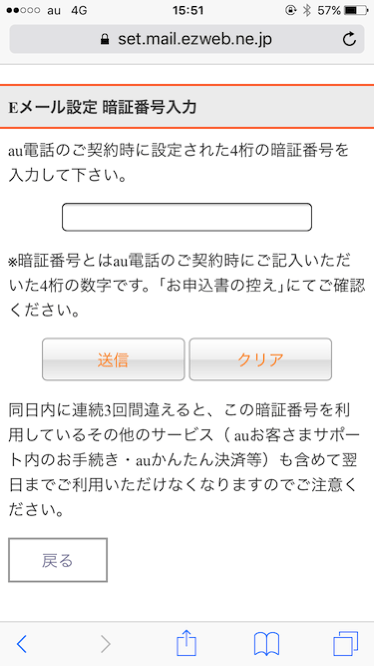 au 4G 15:51 57%
set.mail.ezweb.ne.jp
Eメール設定 暗証番号入力
au電話のご契約時に設定された4桁の暗証番号を
入力して下さい。
※暗証番号とはau電話のご契約時にご記入いただ
いた4桁の数字です。｢お申込書の控え｣にてご確認
ください。
送信 クリア
同日内に連続3回間違えると、この暗証番号を利
用しているその他のサービス（ auお客さまサポー
ト内のお手続き・auかんたん決済等）も含めて翌
日までご利用いただけなくなりますのでご注意く
ださい。
戻る